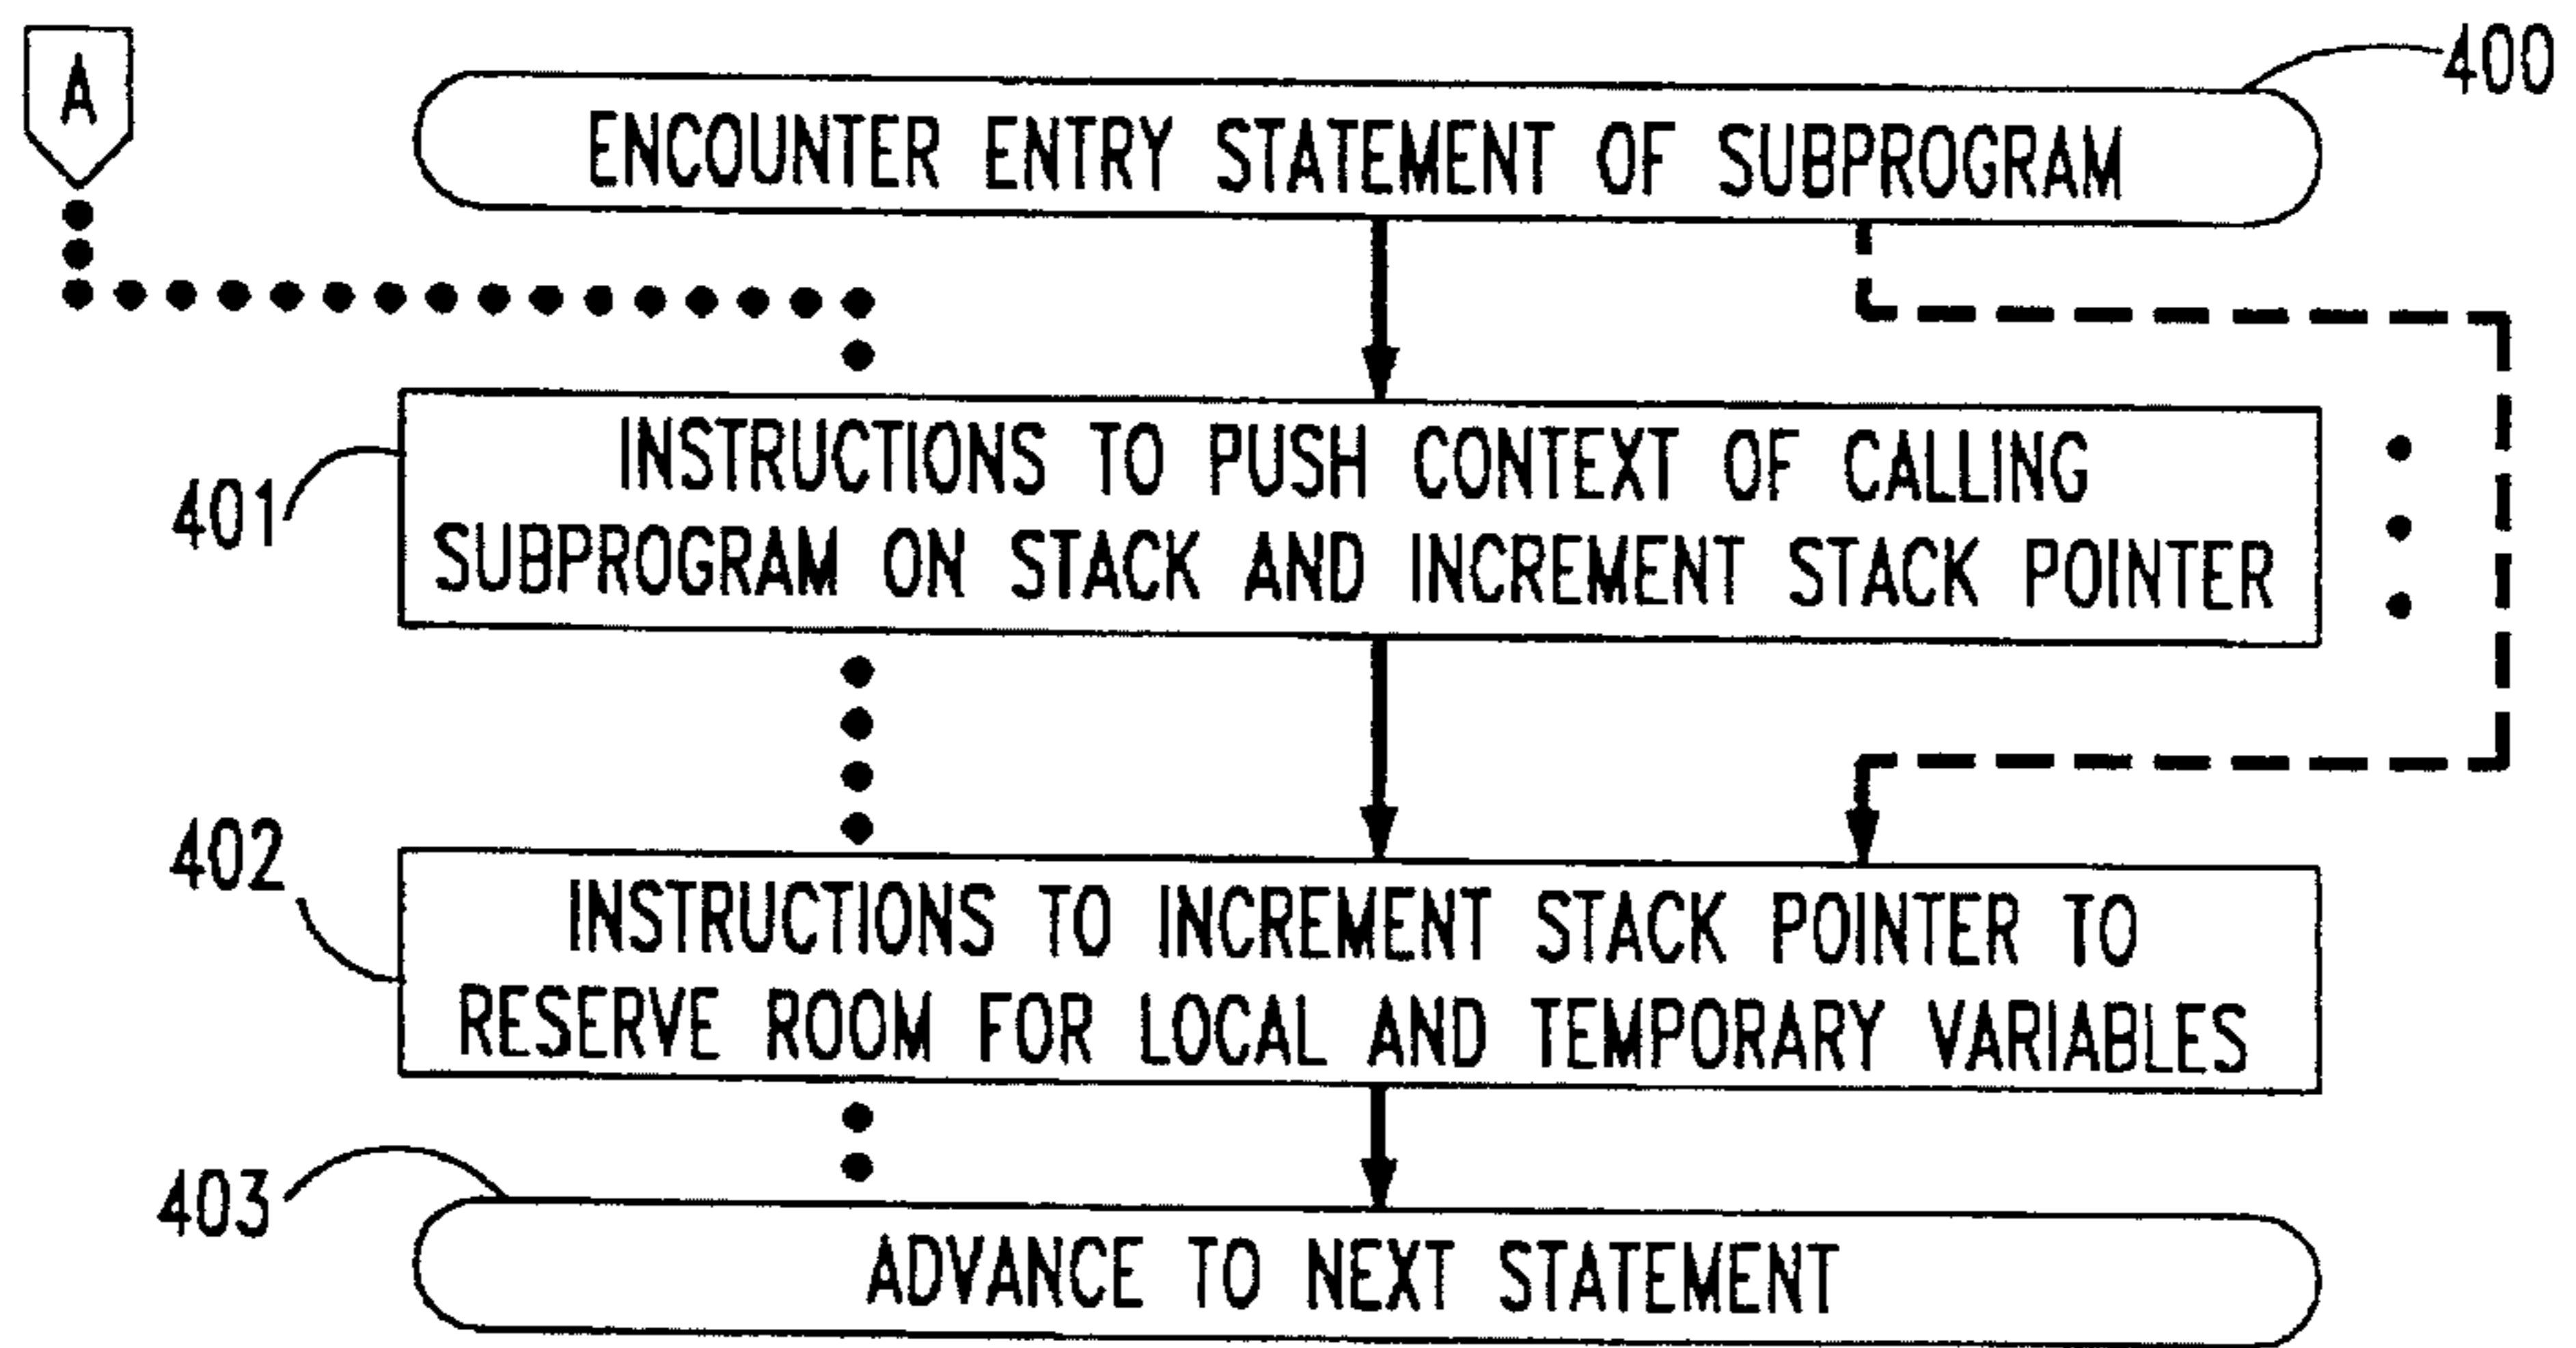 A
400
ENCOUNTER ENTRY STATEMENT OF SUBPROGRAM
401
INSTRUCTIONS TO PUSH CONTEXT OF CALLING
SUBPROGRAM ON STACK AND INCREMENT STACK POINTER
402
INSTRUCTIONS TO INCREMENT STACK POINTER TO
RESERVE ROOM FOR LOCAL AND TEMPORARY VARIABLES
403
ADVANCE TO NEXT STATEMENT